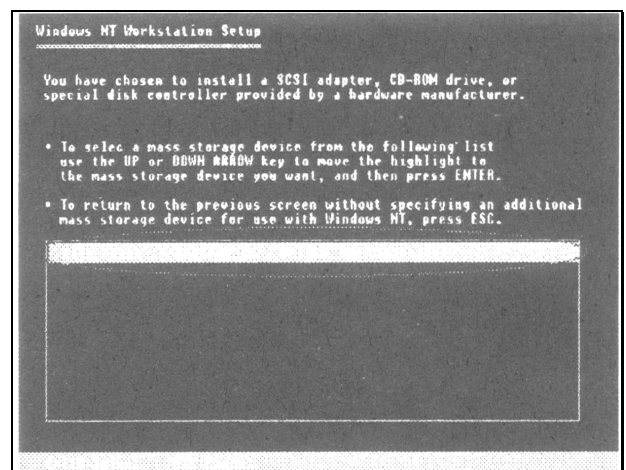 Windows NT Workstation Setup
You have chosen to install a SCSI adapter, CD-ROM drive, or
special disk controller provided by a hardware manufacturer.
• To selec a mass storage device from the following list
use the UP or DOWN ARROW key to move the highlight to
the mass storage device you want, and then press ENTER.
• To return to the previous screen without specifying an additional
mass storage device for use with Windows NT, press ESC.